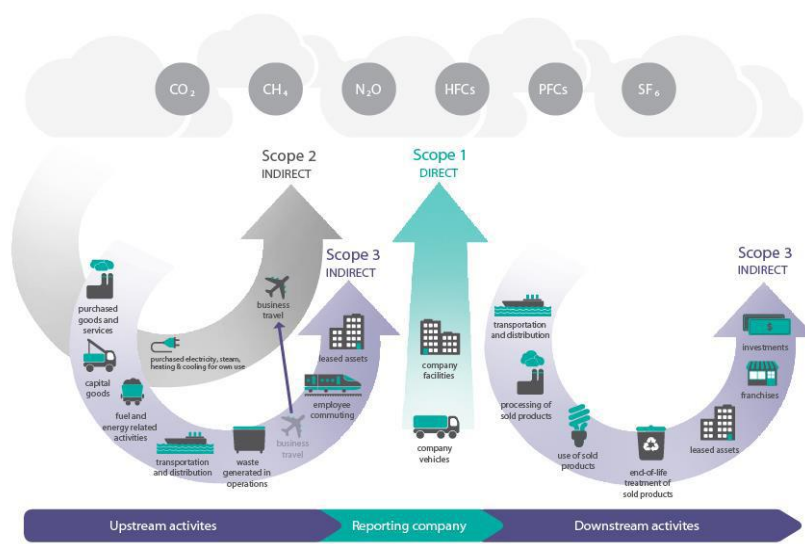 CO₂
CH₄
N₂O
HFCs
PFCs
SF₆
Scope 2
INDIRECT
Scope 1
DIRECT
Scope 3
INDIRECT
Scope 3
INDIRECT
purchased
goods and
services
capital
goods
fuel and
energy related
activities
transportation
and distribution
waste
generated in
operations
business
travel
purchased electricity, steam,
heating & cooling for own use
business
travel
employee
commuting
leased assets
company
facilities
company
vehicles
transportation
and distribution
processing of
sold products
use of sold
products
end-of-life
treatment of
sold products
leased assets
franchises
investments
$
Upstream activites
Reporting company
Downstream activites